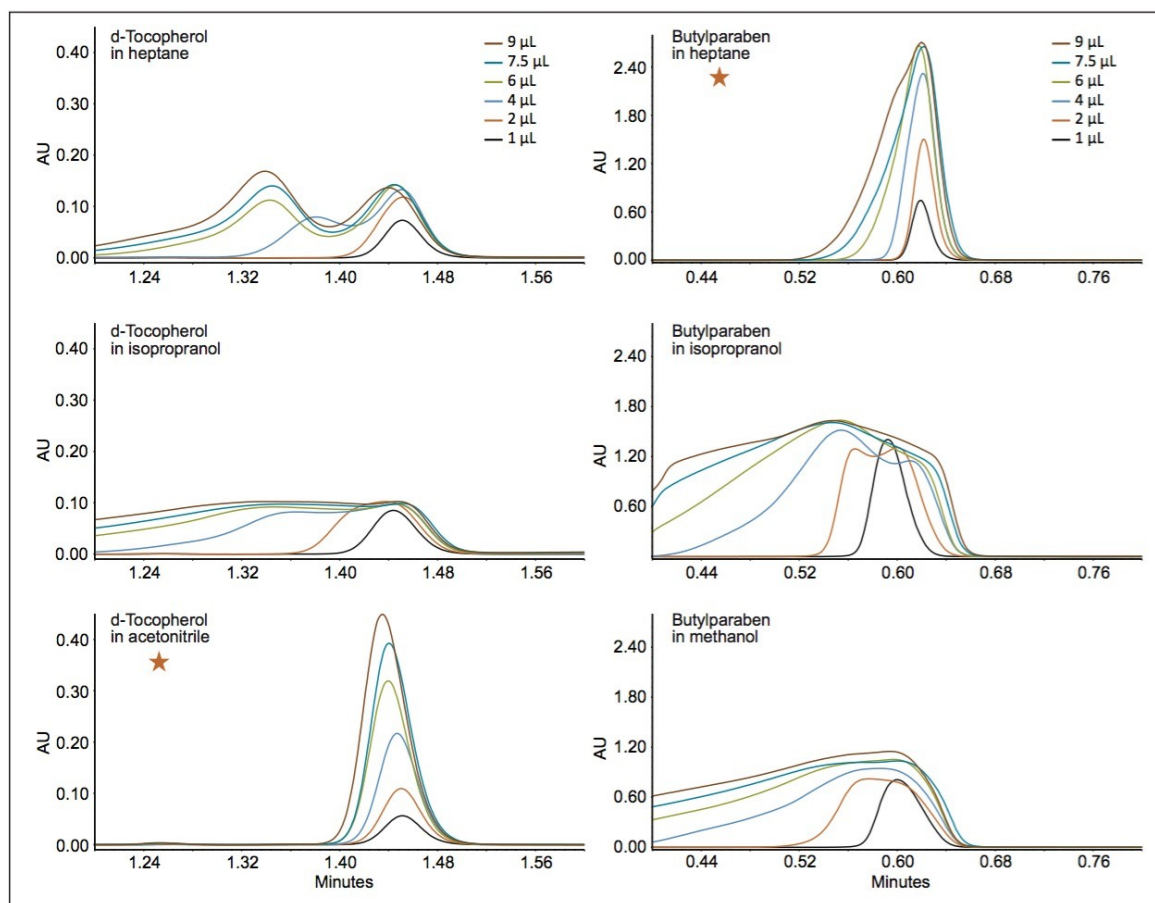 d-Tocopherol
in heptane
9 µL
7.5 µL
6 µL
4 µL
2 µL
1 µL
AU
0.40
0.30
0.20
0.10
0.00
1.24 1.32 1.40 1.48 1.56
Butylparaben
in heptane
9 µL
7.5 µL
6 µL
4 µL
2 µL
1 µL
AU
2.40
1.80
1.20
0.60
0.00
0.44 0.52 0.60 0.68 0.76
d-Tocopherol
in isopropranol
AU
0.40
0.30
0.20
0.10
0.00
1.24 1.32 1.40 1.48 1.56
Butylparaben
in isopropranol
AU
2.40
1.80
1.20
0.60
0.44 0.52 0.60 0.68 0.76
d-Tocopherol
in acetonitrile
AU
0.40
0.30
0.20
0.10
0.00
1.24 1.32 1.40 1.48 1.56
Minutes
Butylparaben
in methanol
AU
2.40
1.80
1.20
0.60
0.00
0.44 0.52 0.60 0.68 0.76
Minutes